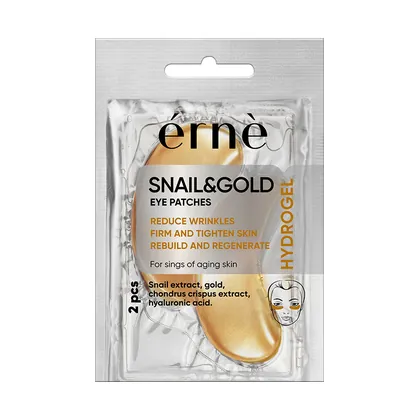 érnè
SNAIL&GOLD
EYE PATCHES
REDUCE WRINKLES
FIRM AND TIGHTEN SKIN
REBUILD AND REGENERATE
For sings of aging skin
Snail extract, gold,
chondrus crispus extract,
hyaluronic acid.
2 pcs
HYDROGEL